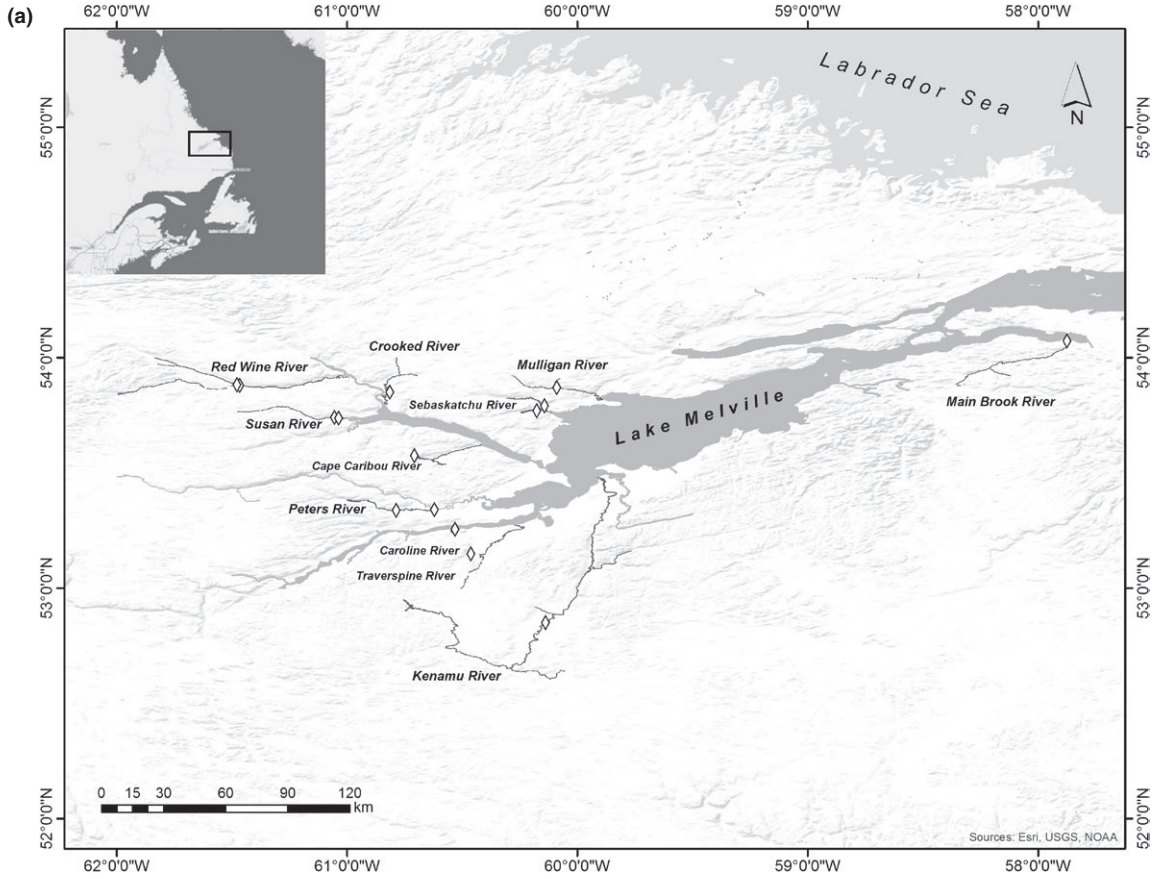 (a)
62°0'0"W 61°0'0"W 60°0'0"W 59°0'0"W 58°0'0"W
Labrador Sea
N
55°0'0"N
55°0'0"N
54°0'0"N
54°0'0"N
Crooked River
Red Wine River
Mulligan River
Sebaskatchu River
Susan River
Lake Melville
Main Brook River
Cape Caribou River
Peters River
Caroline River
Traverspine River
53°0'0"N
53°0'0"N
Kenamu River
0 15 30 60 90 120
km
52°0'0"N
52°0'0"N
Sources: Esri, USGS, NOAA
62°0'0"W 61°0'0"W 60°0'0"W 59°0'0"W 58°0'0"W